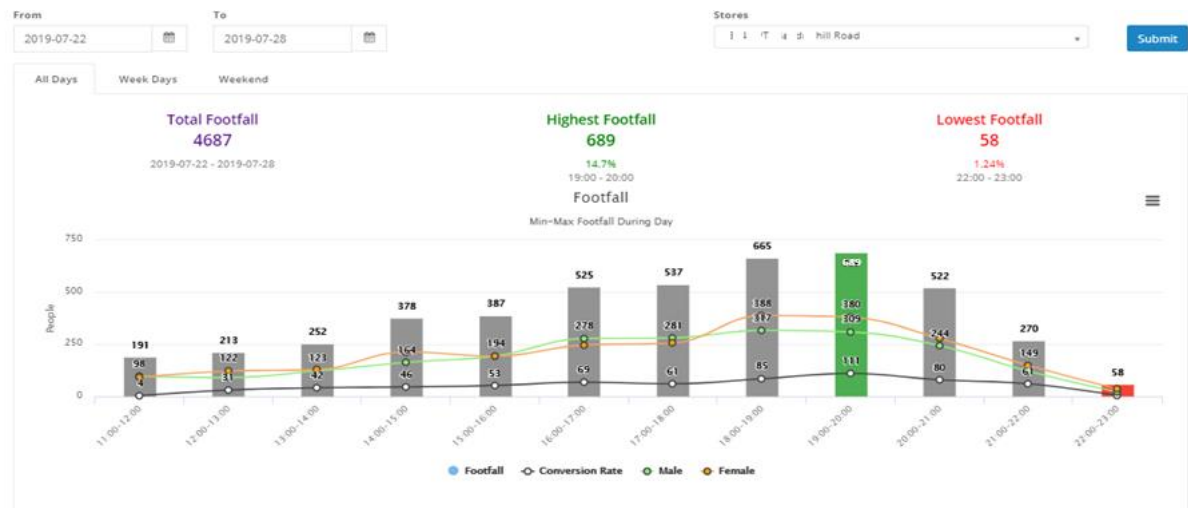 From To Stores
2019-07-22 2019-07-28 hill Road Submit
All Days Week Days Weekend
Total Footfall Highest Footfall Lowest Footfall
4687 689 58
2019-07-22 - 2019-07-28 14.7% 1.24%
19:00 - 20:00 22:00 - 23:00
Footfall
Min-Max Footfall During Day
People
750
500
250
0
191 213 252 378 387 525 537 665 689 522 270 58
98 122 123 164 194 278 281 388 380 244 149
317 309
4 31 42 46 53 69 61 85 111 80 61
11:00-12:00 12:00-13:00 13:00-14:00 14:00-15:00 15:00-16:00 16:00-17:00 17:00-18:00 18:00-19:00 19:00-20:00 20:00-21:00 21:00-22:00 22:00-23:00
Footfall Conversion Rate Male Female